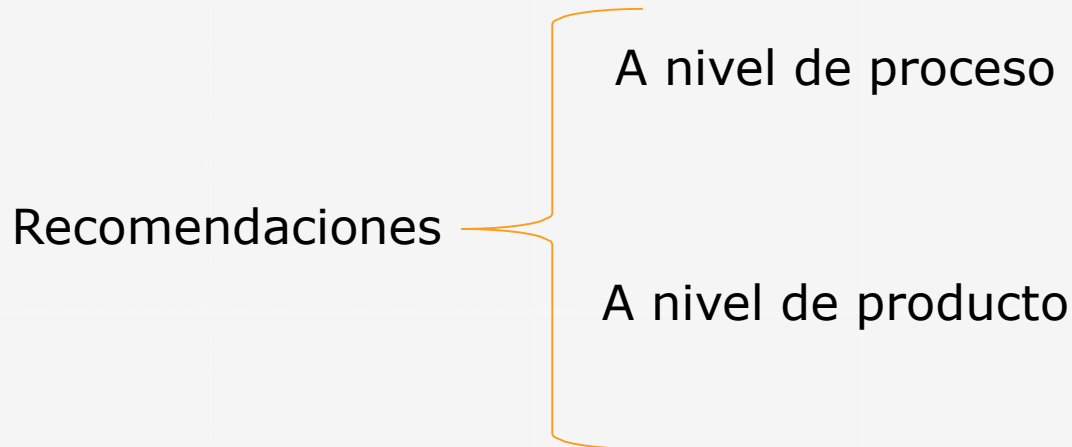 A nivel de proceso
Recomendaciones
A nivel de producto